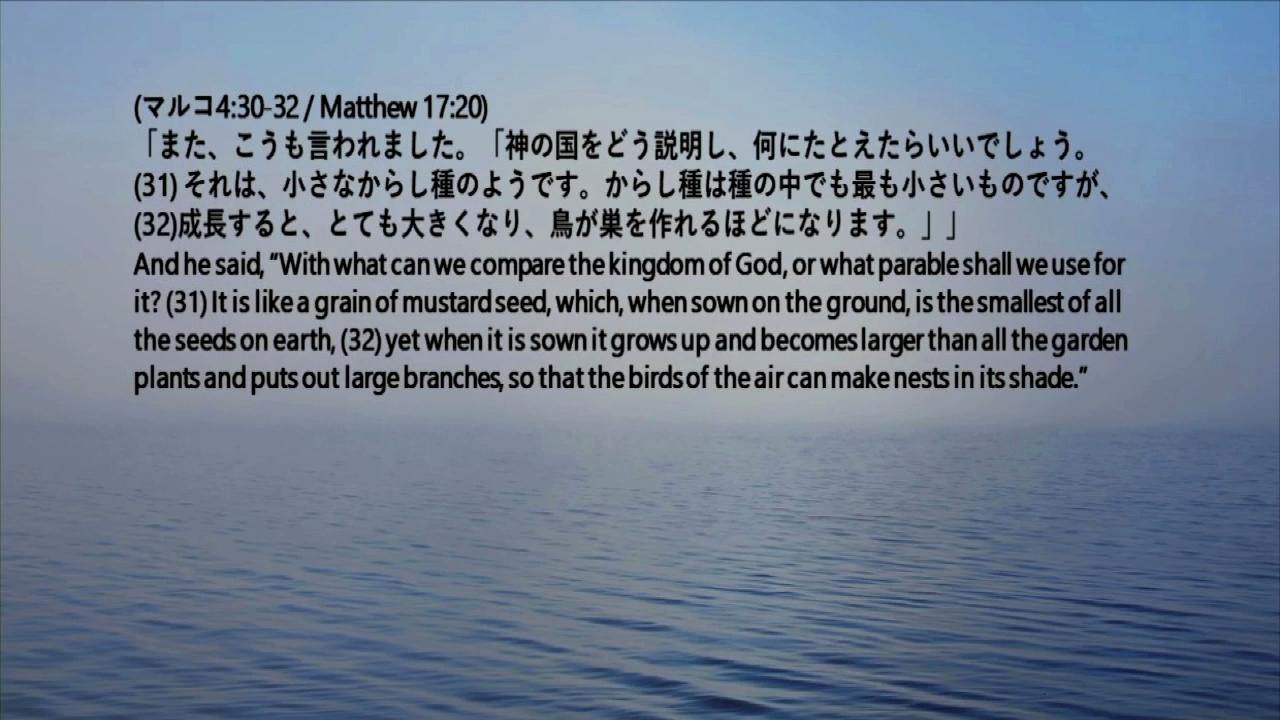 (マルコ4:30-32 / Matthew 17:20)
「また、こうも言われました。「神の国をどう説明し、何にたとえたらいいでしょう。
(31) それは、小さなからし種のようです。からし種は種の中でも最も小さいものですが、
(32)成長すると、とても大きくなり、鳥が巣を作れるほどになります。」」
And he said, “With what can we compare the kingdom of God, or what parable shall we use for
it? (31) It is like a grain of mustard seed, which, when sown on the ground, is the smallest of all
the seeds on earth, (32) yet when it is sown it grows up and becomes larger than all the garden
plants and puts out large branches, so that the birds of the air can make nests in its shade.”